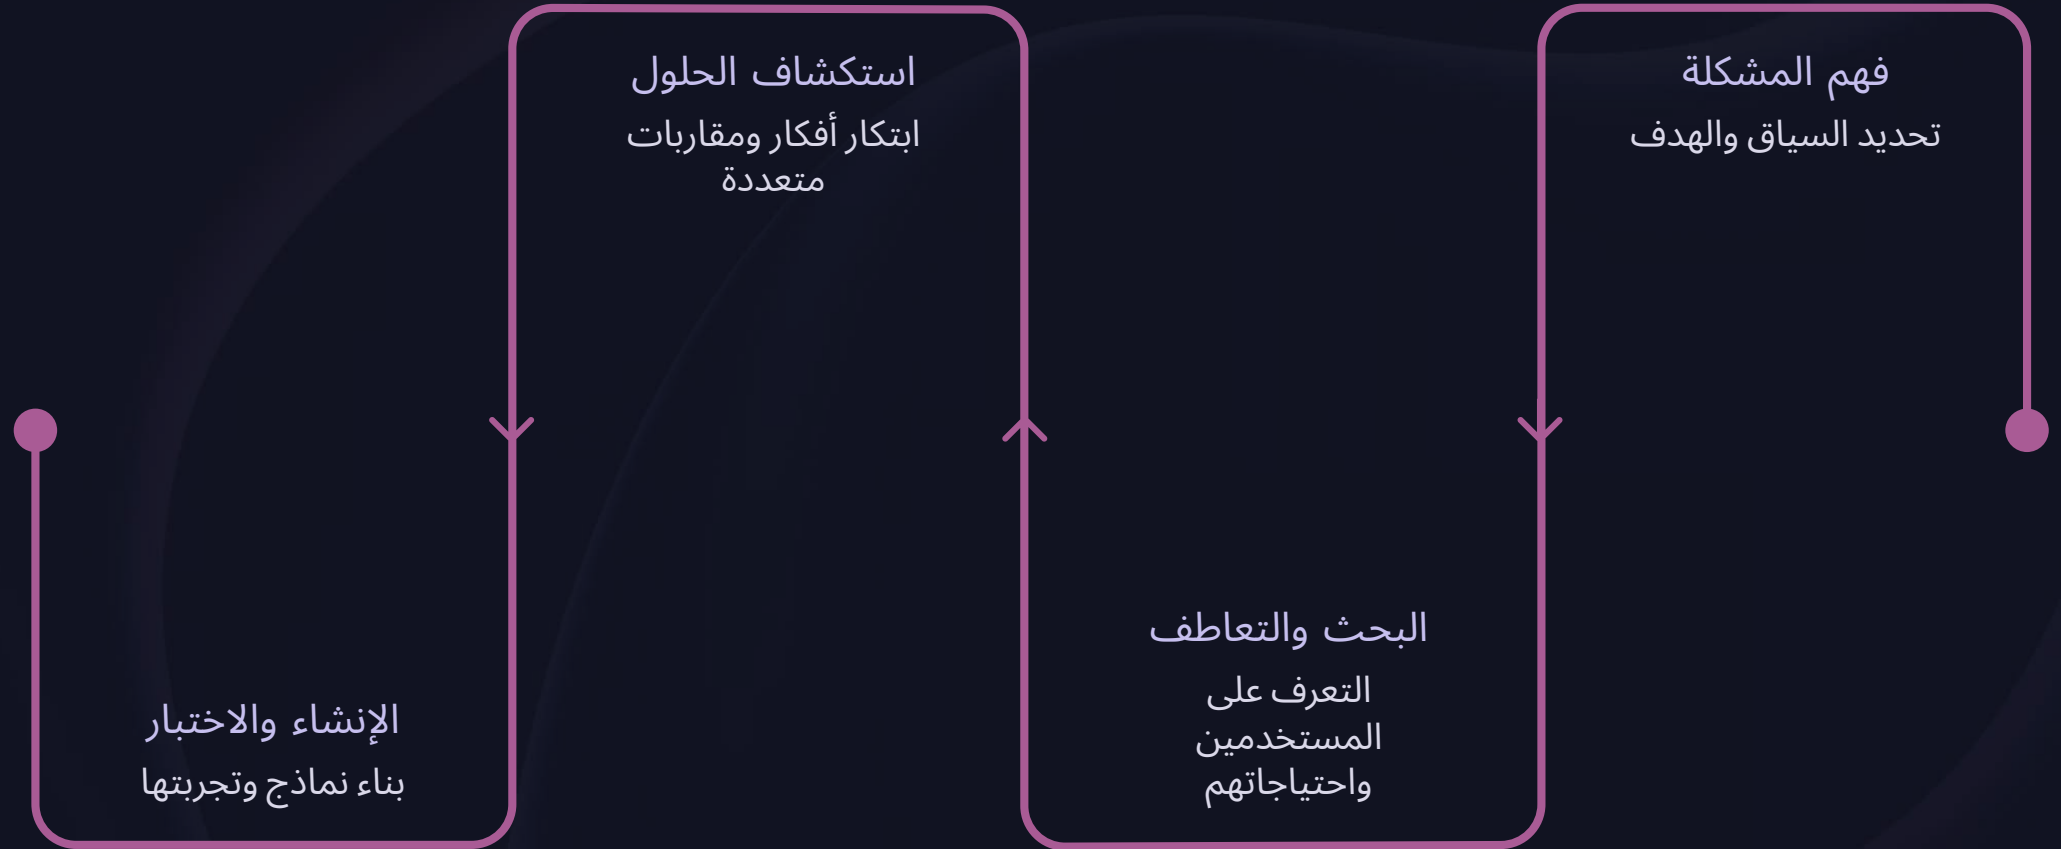 فهم المشكلة
تحديد السياق والهدف
البحث والتعاطف
التعرف على
المستخدمين
واحتياجاتهم
استكشاف الحلول
ابتكار أفكار ومقاربات
متعددة
الإنشاء والاختبار
بناء نماذج وتجربتها